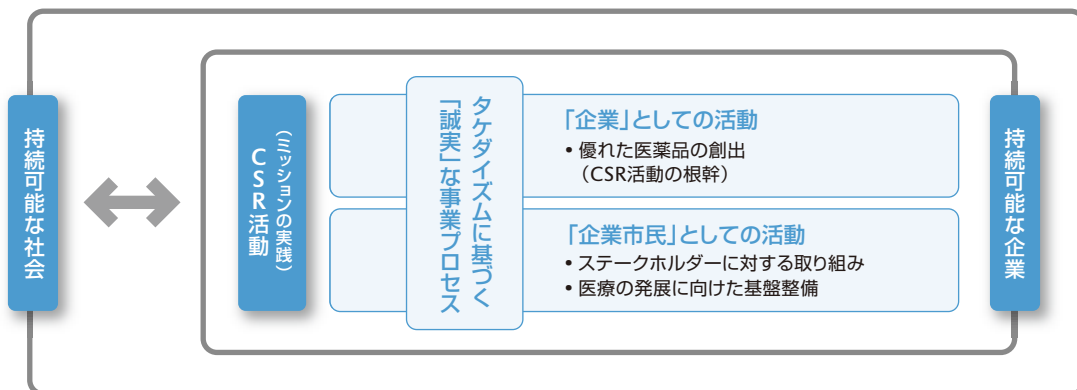 持続可能な社会
CSR活動
(ミッションの実践)
タケダイズムに基づく
「誠実」な事業プロセス
「企業」としての活動
• 優れた医薬品の創出
（CSR活動の根幹）
「企業市民」としての活動
• ステークホルダーに対する取り組み
• 医療の発展に向けた基盤整備
持続可能な企業